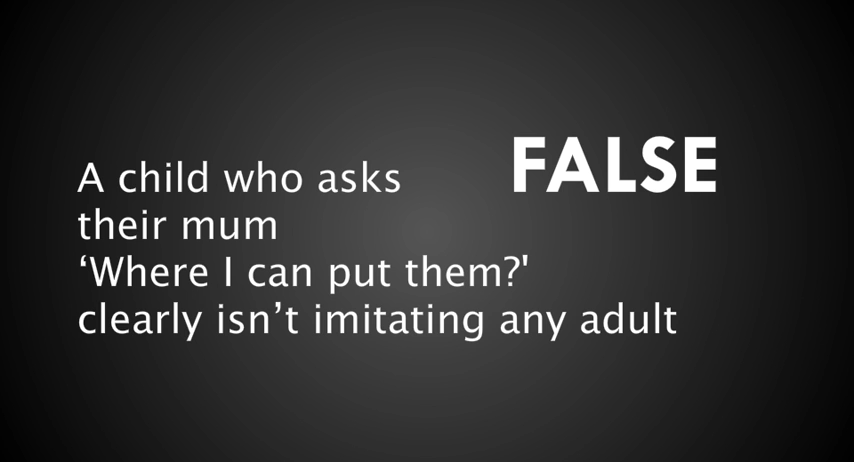 FALSE
A child who asks
their mum
‘Where I can put them?'
clearly isn’t imitating any adult